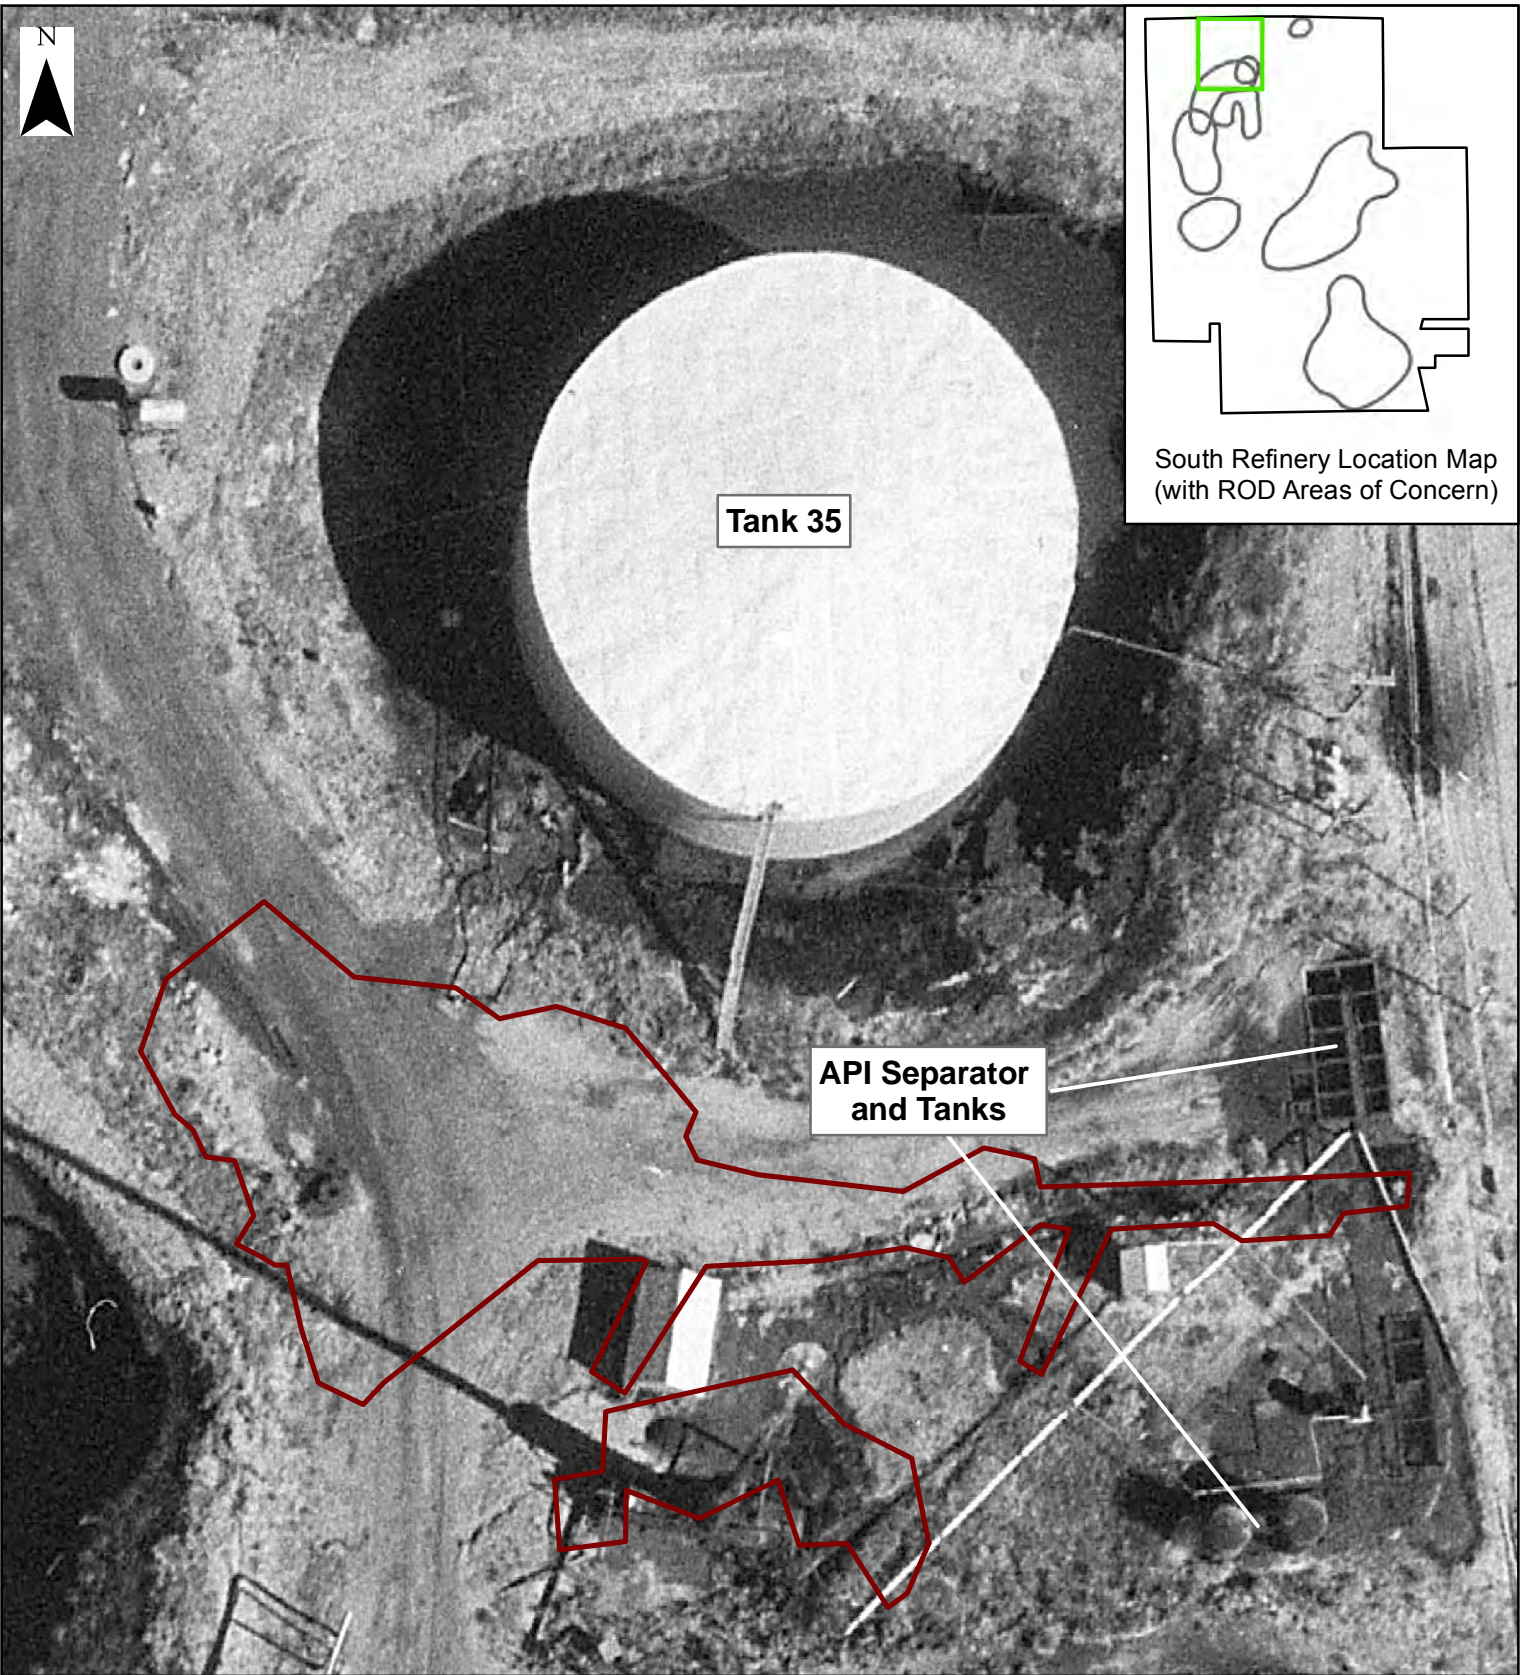 N
South Refinery Location Map
(with ROD Areas of Concern)
Tank 35
API Separator
and Tanks